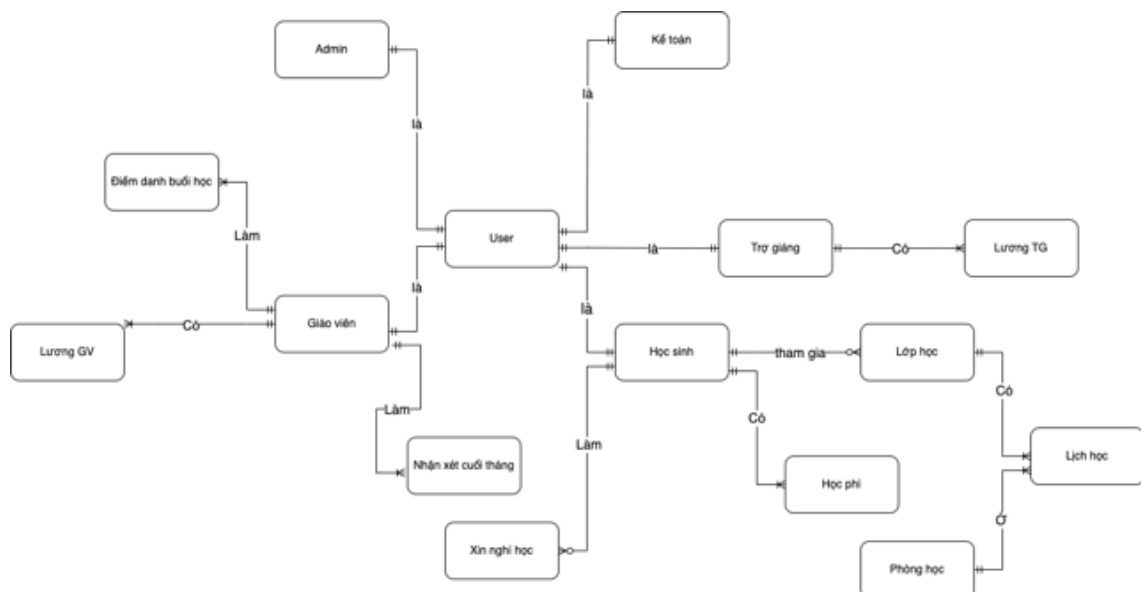 Admin
Kế toán
là
là
Điểm danh buổi học
Làm
User
là
Trợ giảng
Có
Lương TG
là
là
Lương GV
Có
Giáo viên
Học sinh
tham gia
Lớp học
Làm
Làm
Có
Có
Nhận xét cuối tháng
Lịch học
Học phí
Ở
Xin nghỉ học
Phòng học